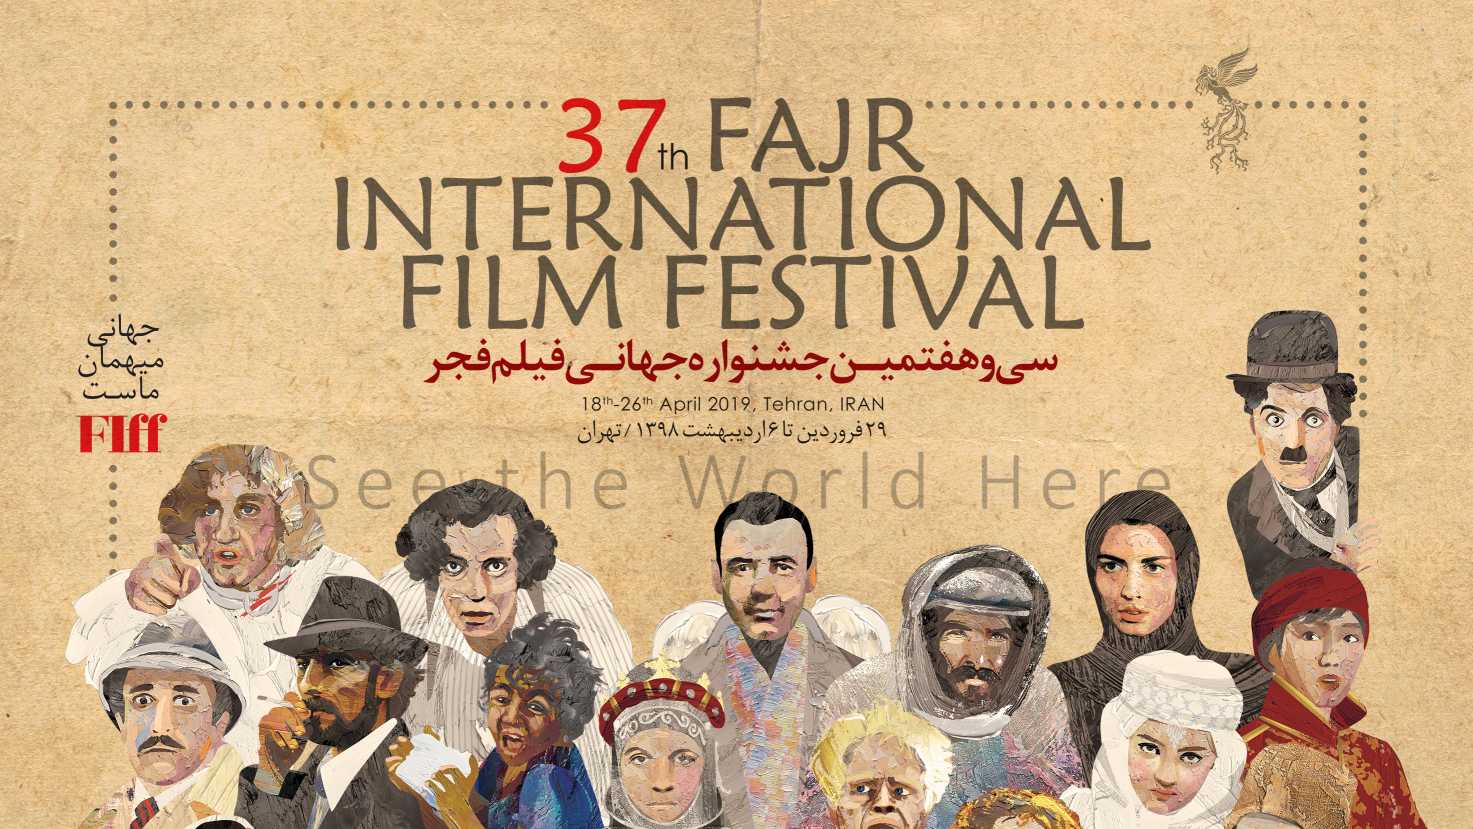 37th FAJR
INTERNATIONAL
FILM FESTIVAL
سی‌وهفتمین جشنواره جهانی فیلم فجر
18th-26th April 2019, Tehran, IRAN
۲۹ فروردین تا ۶ اردیبهشت ۱۳۹۸ / تهران
See the World Here
جهانی
میهمان
ماست
FIff